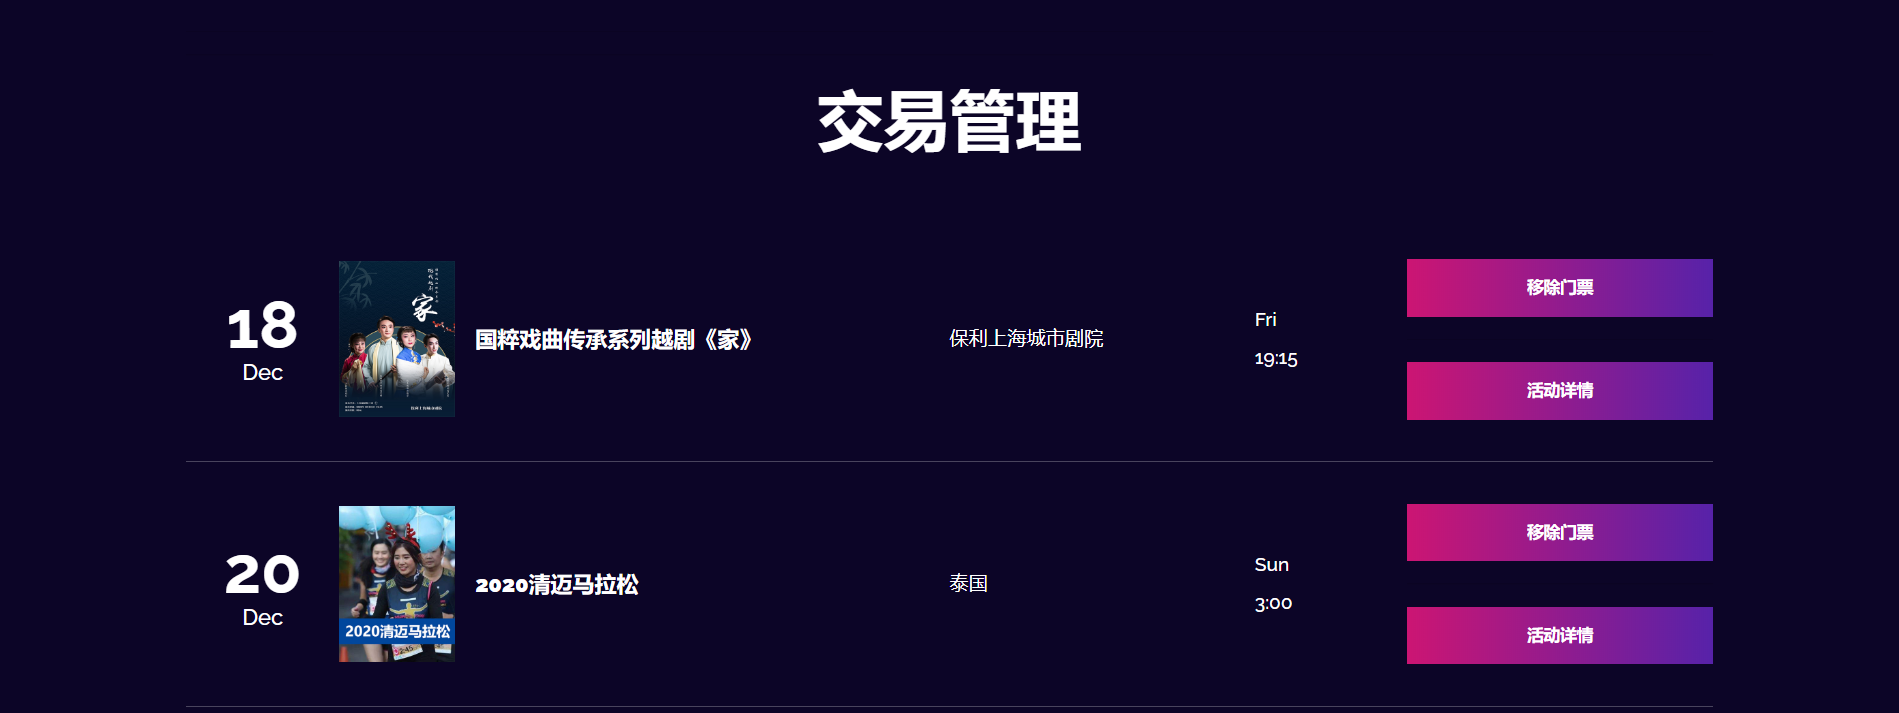 交易管理
18
Dec
家
国粹戏曲传承系列越剧《家》
保利上海城市剧院
Fri
19:15
移除门票
活动详情
20
Dec
2020清迈马拉松
2020清迈马拉松
泰国
Sun
3:00
移除门票
活动详情